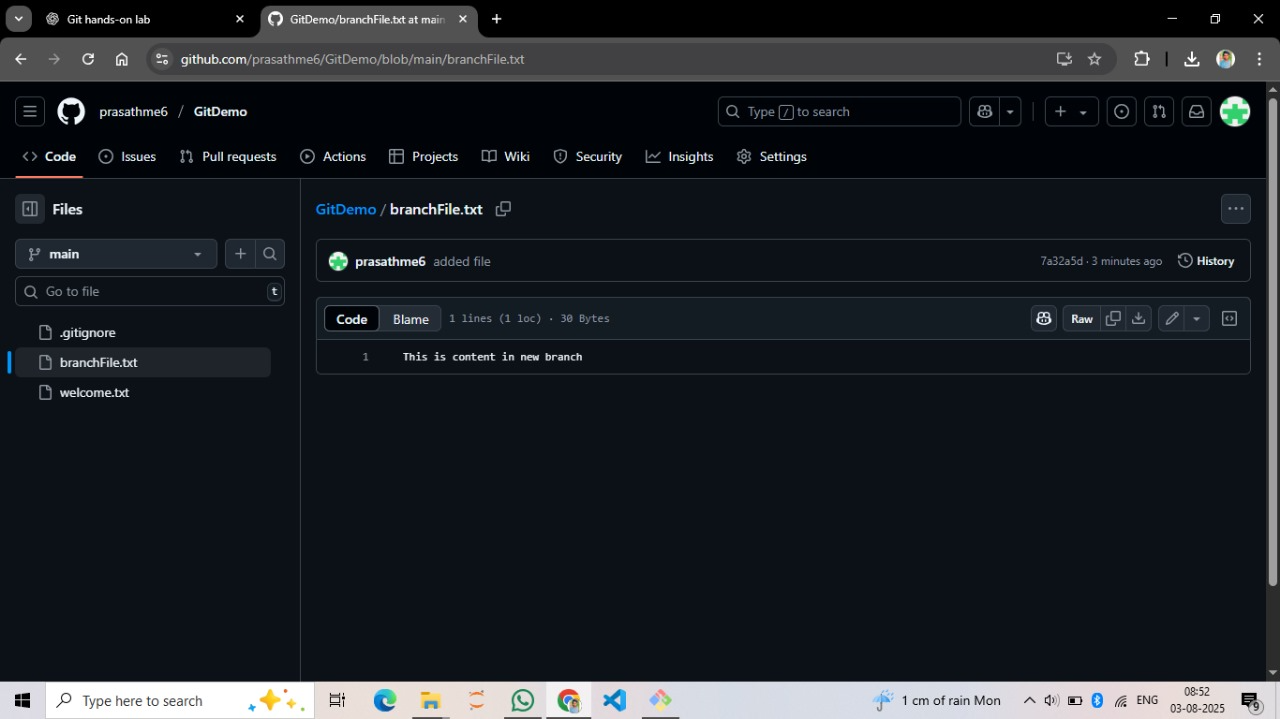 Git hands-on lab
GitDemo/branchFile.txt at main
github.com/prasathme6/GitDemo/blob/main/branchFile.txt
prasathme6 / GitDemo
Type / to search
Code Issues Pull requests Actions Projects Wiki Security Insights Settings
Files
GitDemo / branchFile.txt
main
prasathme6 added file
7a32a5d · 3 minutes ago
History
Go to file
t
Code Blame 1 lines (1 loc) · 30 Bytes
Raw
.gitignore
1 This is content in new branch
branchFile.txt
welcome.txt
Type here to search
1 cm of rain Mon
ENG
08:52
03-08-2025
9